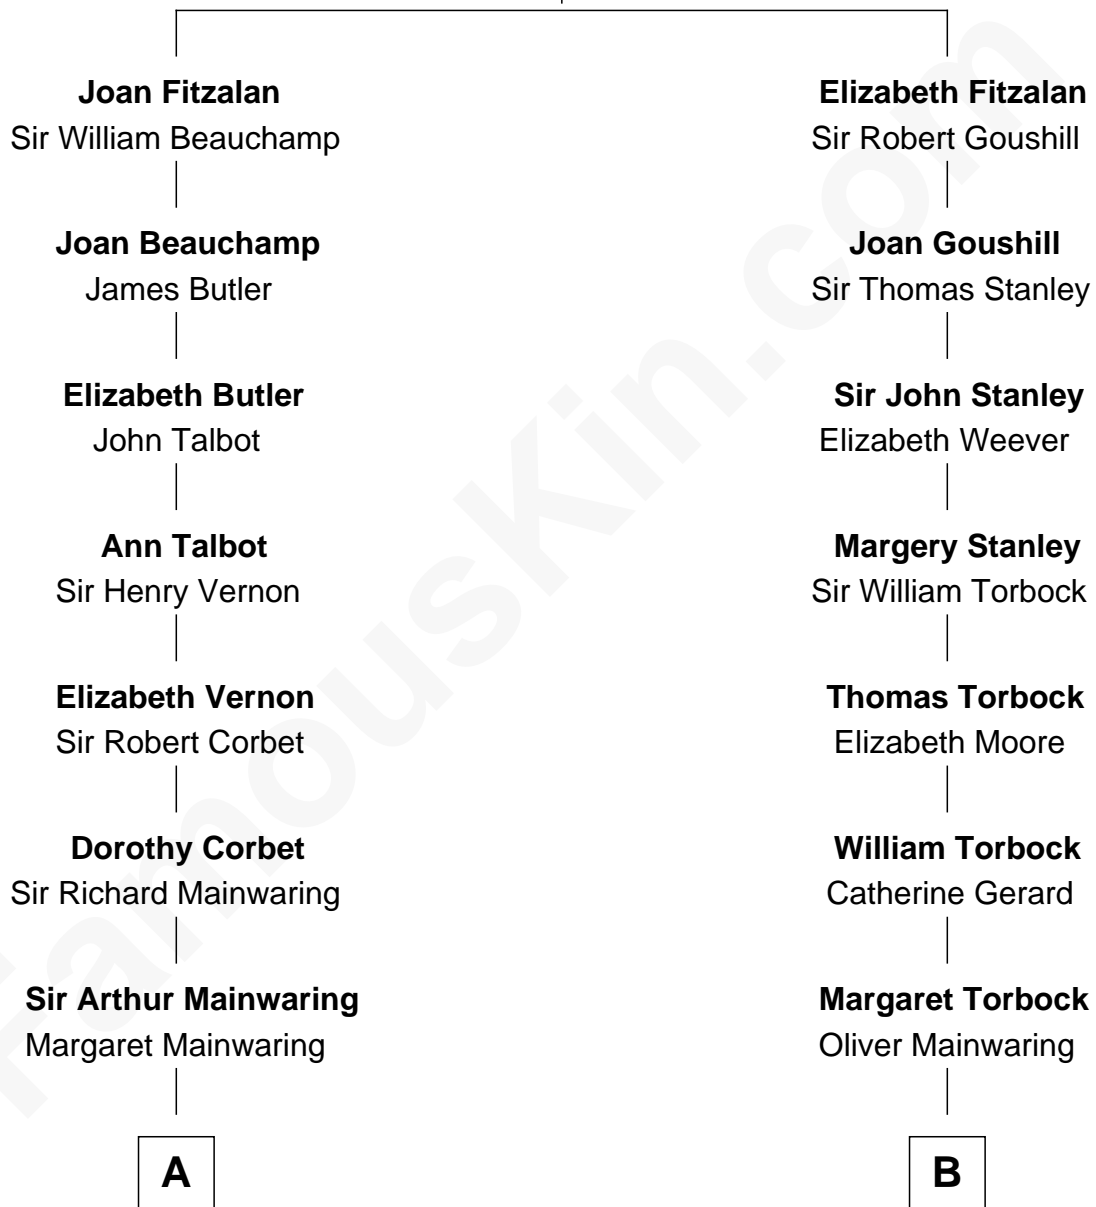 Joan Fitzalan
Sir William Beauchamp
Joan Beauchamp
James Butler
Elizabeth Butler
John Talbot
Ann Talbot
Sir Henry Vernon
Elizabeth Vernon
Sir Robert Corbet
Dorothy Corbet
Sir Richard Mainwaring
Sir Arthur Mainwaring
Margaret Mainwaring
A
Elizabeth Fitzalan
Sir Robert Goushill
Joan Goushill
Sir Thomas Stanley
Sir John Stanley
Elizabeth Weever
Margery Stanley
Sir William Torbock
Thomas Torbock
Elizabeth Moore
William Torbock
Catherine Gerard
Margaret Torbock
Oliver Mainwaring
B
FamousKin.com